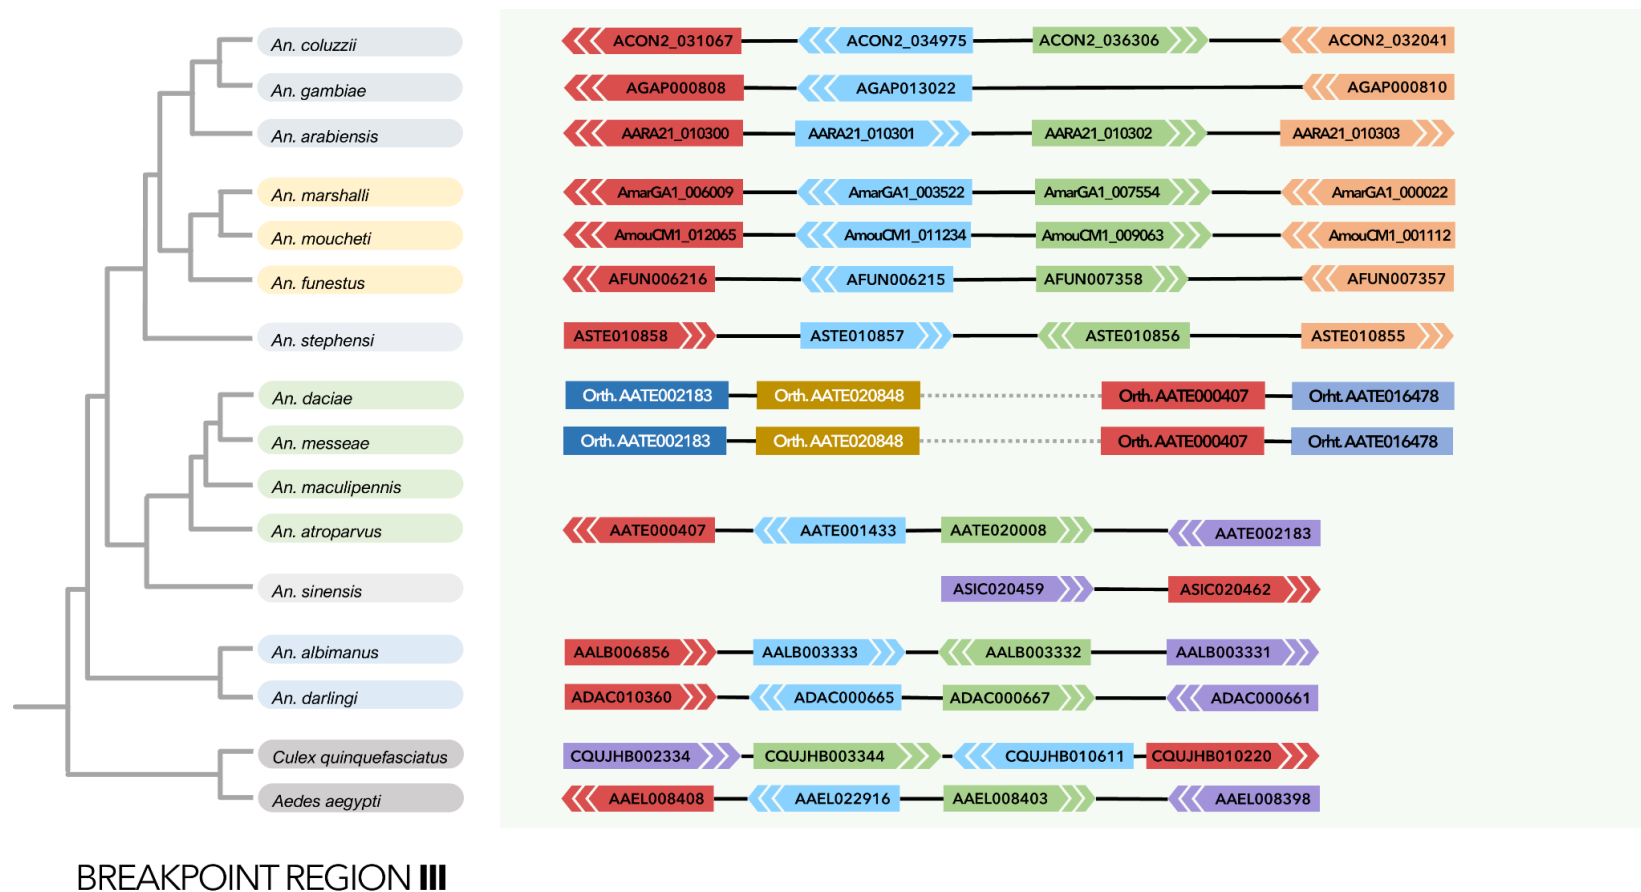 An. coluzzii ACON2_031067 ACON2_034975 ACON2_036306 ACON2_032041
An. gambiae AGAP000808 AGAP013022 AGAP000810
An. arabiensis AARA21_010300 AARA21_010301 AARA21_010302 AARA21_010303
An. marshalli AmarGA1_006009 AmarGA1_003522 AmarGA1_007554 AmarGA1_000022
An. moucheti AmouCM1_012065 AmouCM1_011234 AmouCM1_009063 AmouCM1_001112
An. funestus AFUN006216 AFUN006215 AFUN007358 AFUN007357
An. stephensi ASTE010858 ASTE010857 ASTE010856 ASTE010855
An. daciae Orth. AATE002183 Orth. AATE020848 Orth. AATE000407 Orht. AATE016478
An. messeae Orth. AATE002183 Orth. AATE020848 Orth. AATE000407 Orht. AATE016478
An. maculipennis
An. atroparvus AATE000407 AATE001433 AATE020008 AATE002183
An. sinensis ASIC020459 ASIC020462
An. albimanus AALB006856 AALB003333 AALB003332 AALB003331
An. darlingi ADAC010360 ADAC000665 ADAC000667 ADAC000661
Culex quinquefasciatus CQUJHB002334 CQUJHB003344 CQUJHB010611 CQUJHB010220
Aedes aegypti AAEL008408 AAEL022916 AAEL008403 AAEL008398
BREAKPOINT REGION III